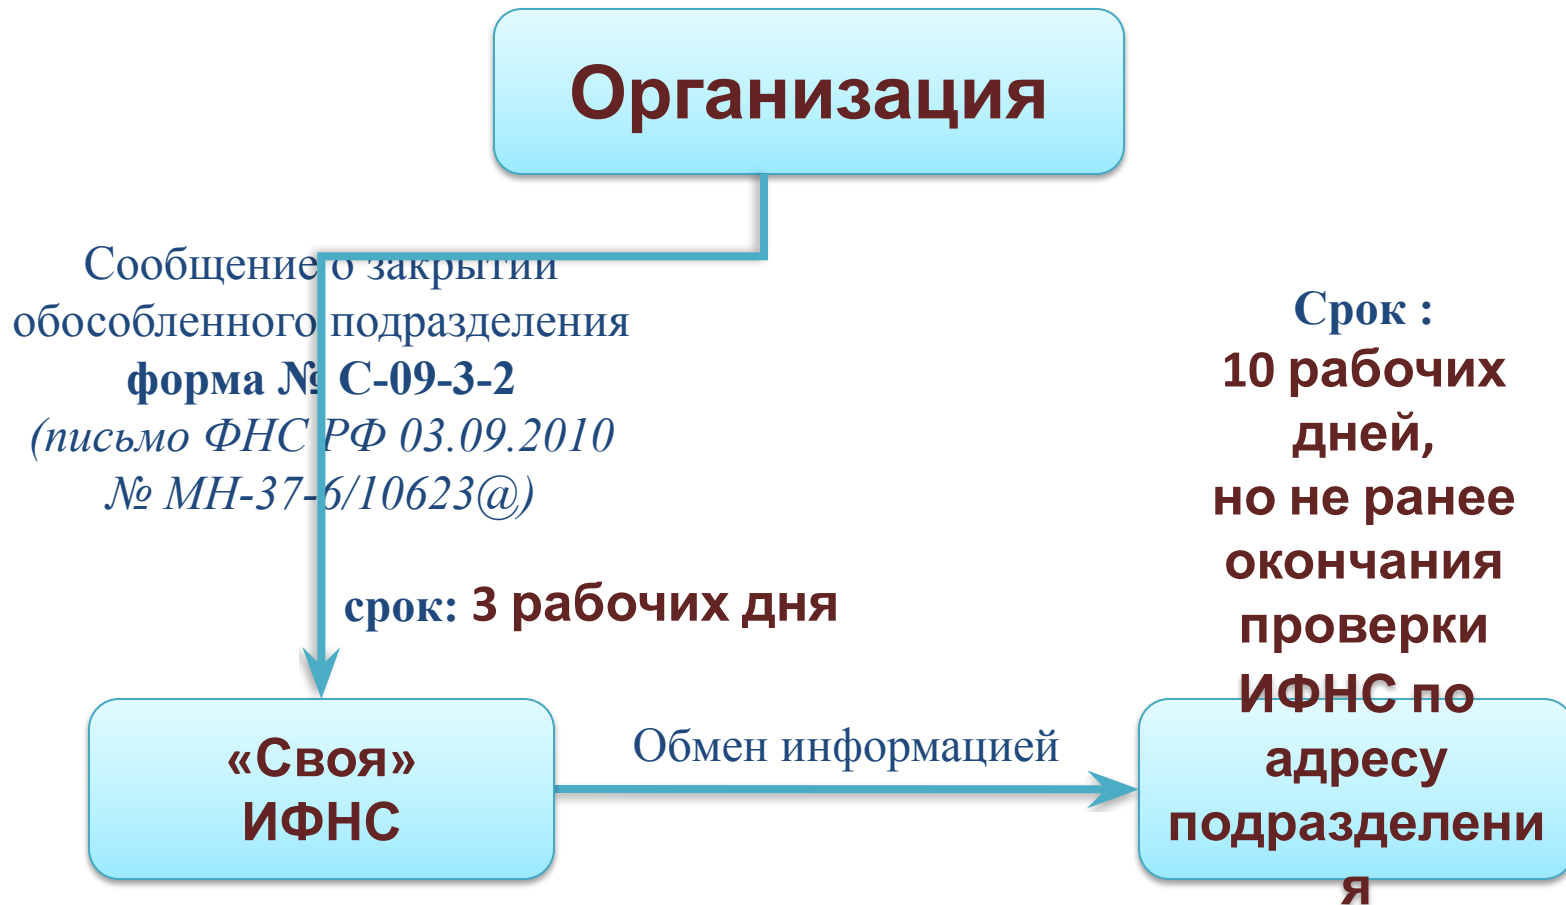 Организация
Сообщение о закрытии
обособленного подразделения
форма № С-09-3-2
(письмо ФНС РФ 03.09.2010
№ МН-37-6/10623@)
срок: 3 рабочих дня
«Своя»
ИФНС
Обмен информацией
Срок :
10 рабочих
дней,
но не ранее
окончания
проверки
ИФНС по
адресу
подразделени
я